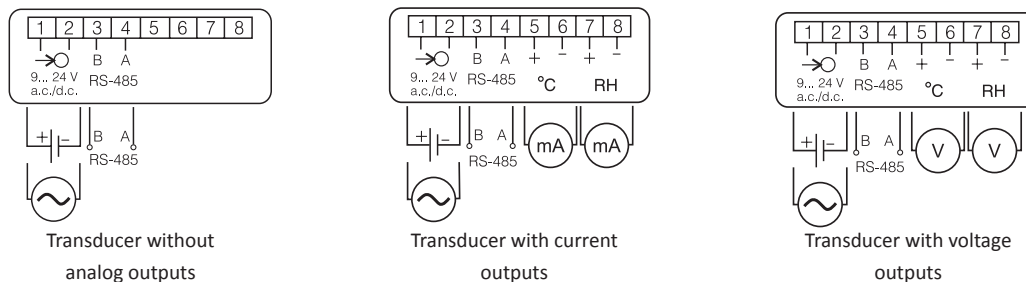 1 2 3 4 5 6 7 8
B A
9... 24 V RS-485
a.c./d.c.
+ - B A
RS-485
Transducer without
analog outputs
1 2 3 4 5 6 7 8
B A + - + -
9... 24 V RS-485 °C RH
a.c./d.c.
+ - B A mA mA
RS-485
Transducer with current
outputs
1 2 3 4 5 6 7 8
B A + - + -
9... 24 V RS-485 °C RH
a.c./d.c.
+ - B A V V
RS-485
Transducer with voltage
outputs